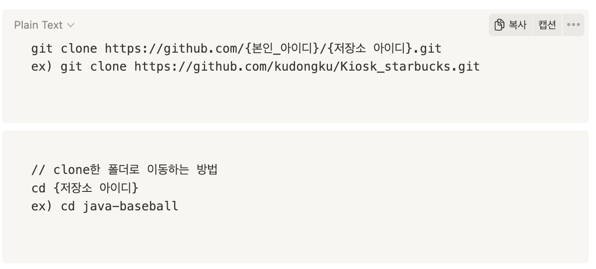 Plain Text
복사
캡션
git clone https://github.com/{본인_아이디}/{저장소 아이디}.git
ex) git clone https://github.com/kudongku/Kiosk_starbucks.git
// clone한 폴더로 이동하는 방법
cd {저장소 아이디}
ex) cd java-baseball